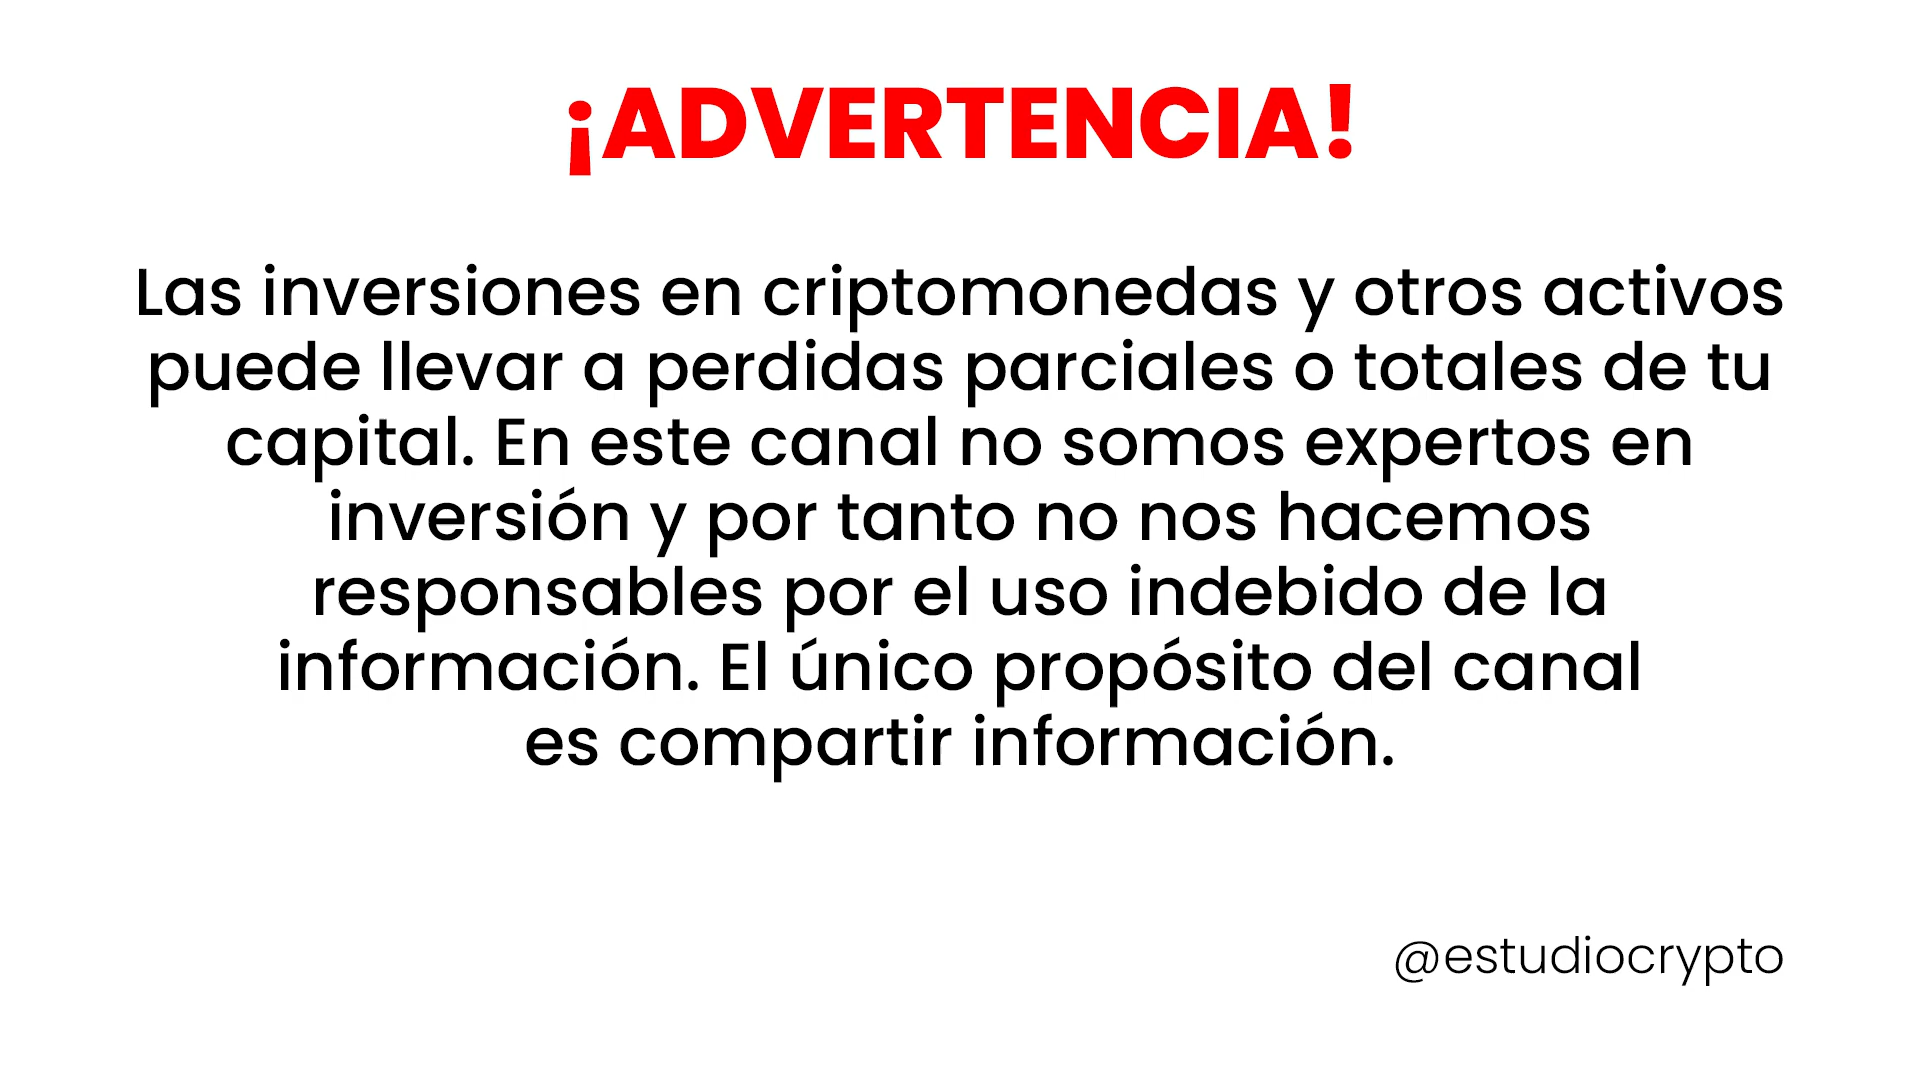 ¡ADVERTENCIA!
Las inversiones en criptomonedas y otros activos
puede llevar a perdidas parciales o totales de tu
capital. En este canal no somos expertos en
inversión y por tanto no nos hacemos
responsables por el uso indebido de la
información. El único propósito del canal
es compartir información.
@estudiocrypto